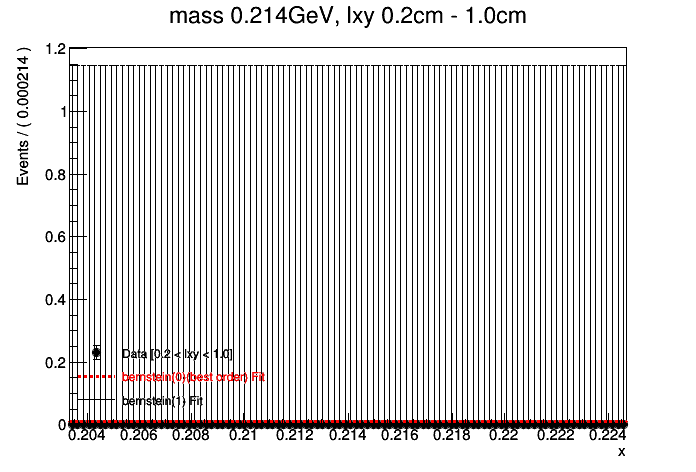 mass 0.214GeV, lxy 0.2cm - 1.0cm
Events / ( 0.000214 )
1.2
1
0.8
0.6
0.4
0.2
0
Data [0.2 < lxy < 1.0]
bernstein(0)(best order) Fit
bernstein(1) Fit
0.204 0.206 0.208 0.21 0.212 0.214 0.216 0.218 0.22 0.222 0.224
x